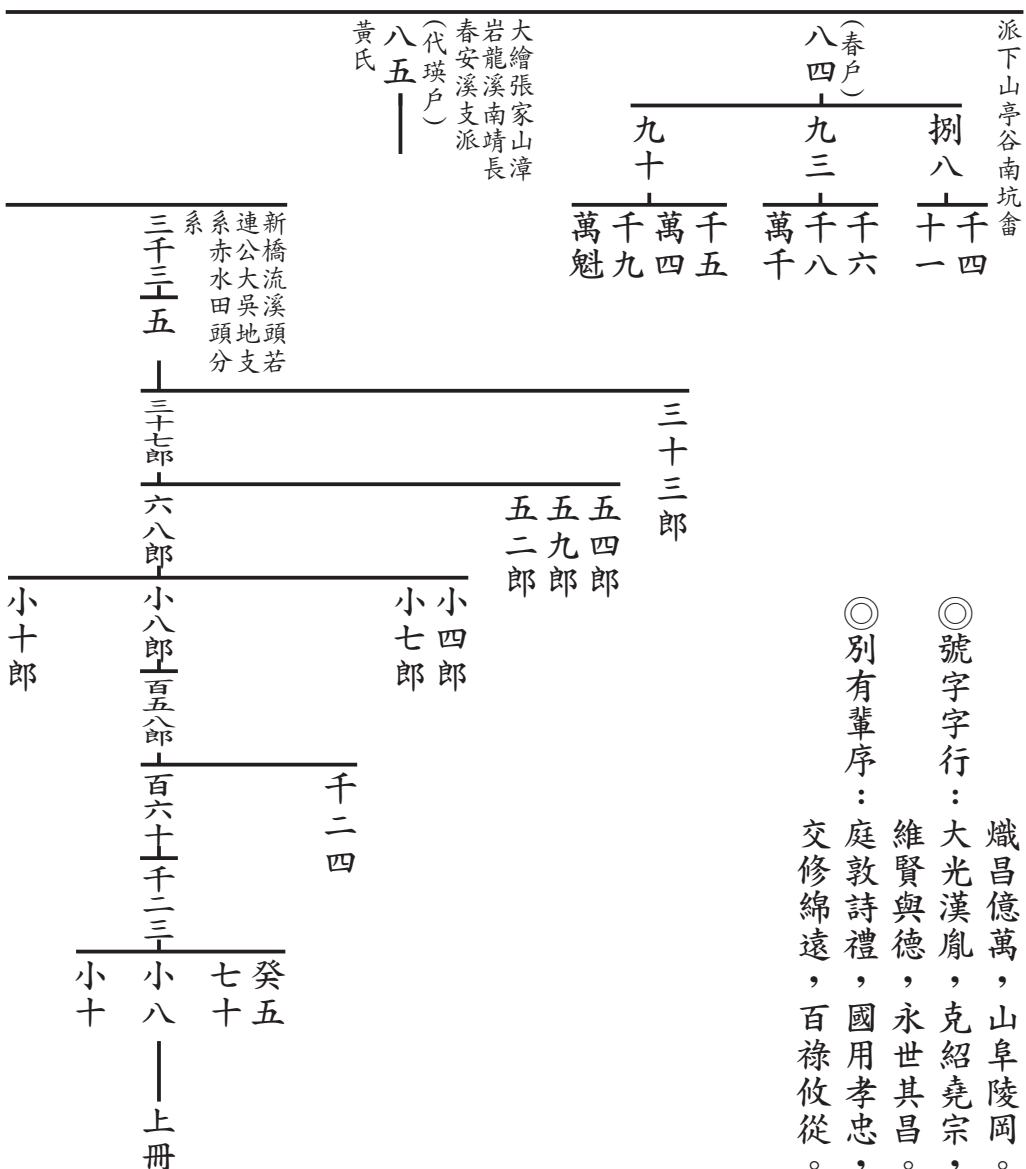 派下山亭谷南坑畬
(春戶)
八四
捌八
千四
十一
九三
千六
千八
萬千
九十
千五
萬四
千九
萬魁
大繪張家山漳
岩龍溪南靖長
春安溪支派
(代瑛戶)
八五
黃氏
新橋流溪頭若
連公大吳地支
系赤水田頭分
系
三千三
五
三十三郎
三十七郎
五四郎
五九郎
五二郎
六八郎
小四郎
小七郎
小八郎
小十郎
百五八郎
千二四
百六十
千二三
癸五
七十
小八
小十
上冊
熾昌億萬,山阜陵岡。
◎號字字行:大光漢胤,克紹堯宗,
維賢與德,永世其昌。
◎別有輩序:庭敦詩禮,國用孝忠,
交修綿遠,百祿攸從。